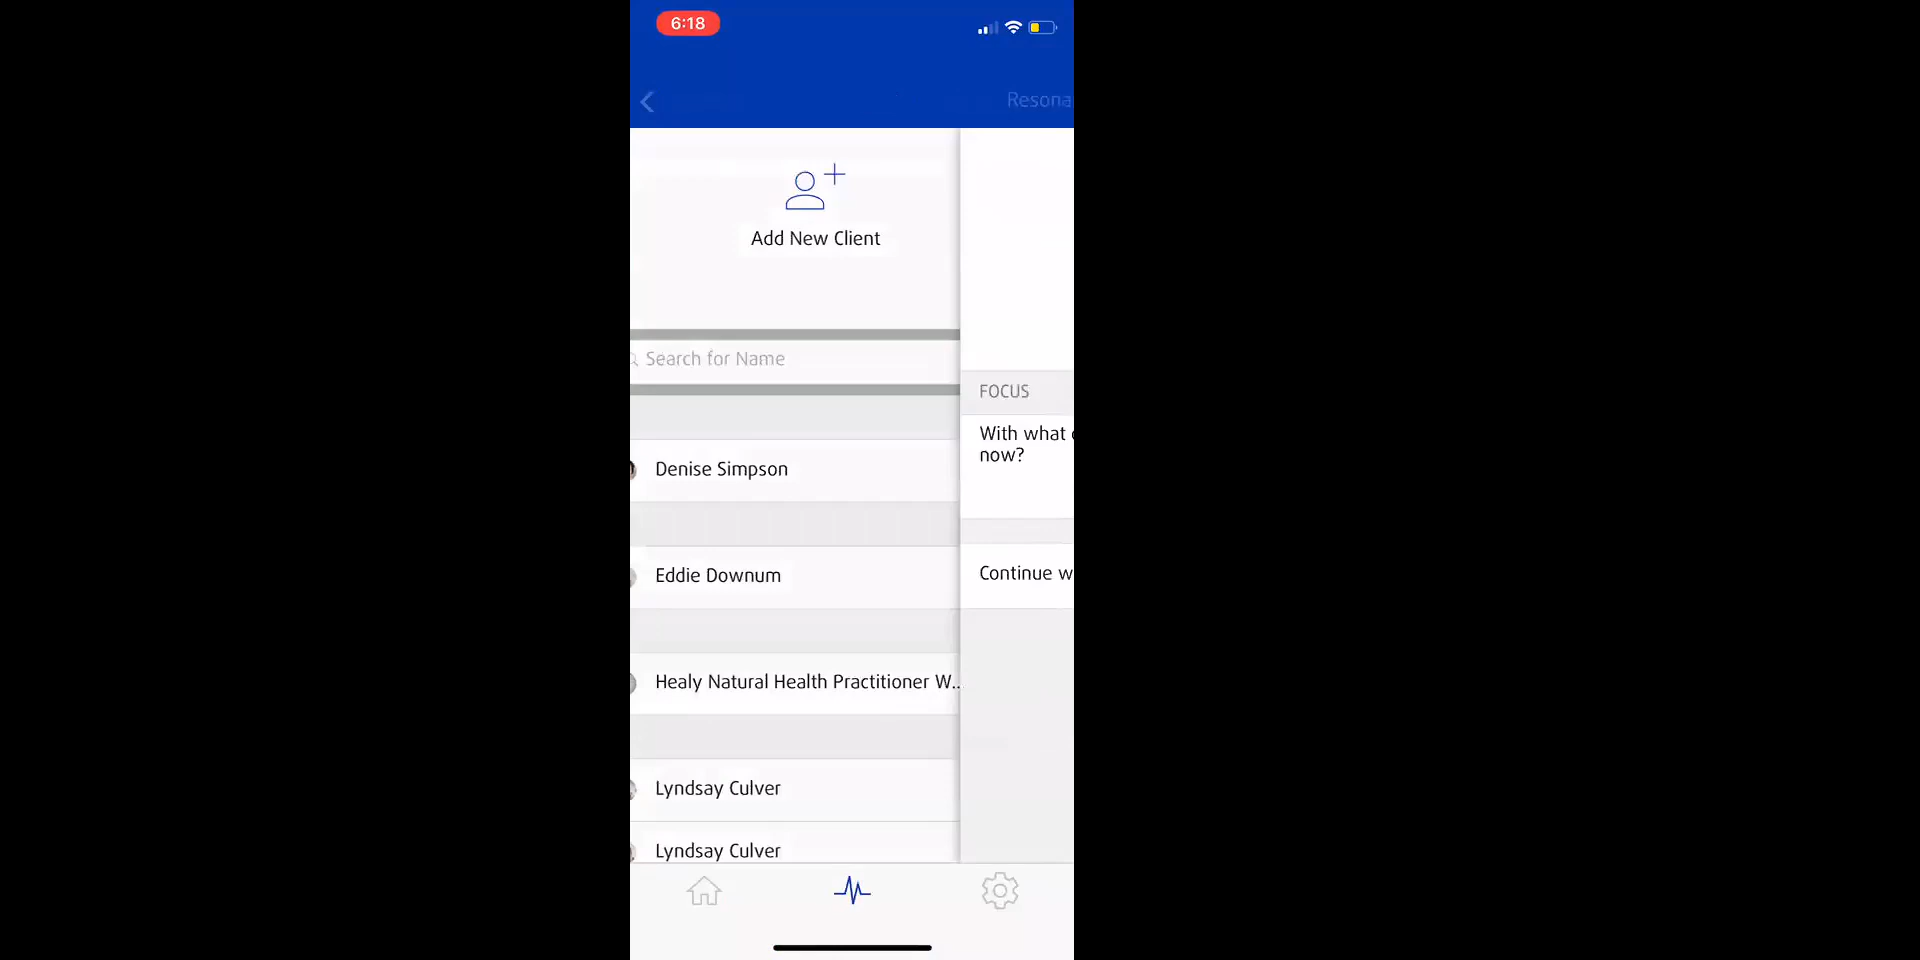 6:18
Resona
Add New Client
Search for Name
Denise Simpson
Eddie Downum
Healy Natural Health Practitioner W..
Lyndsay Culver
Lyndsay Culver
FOCUS
With what
now?
Continue w